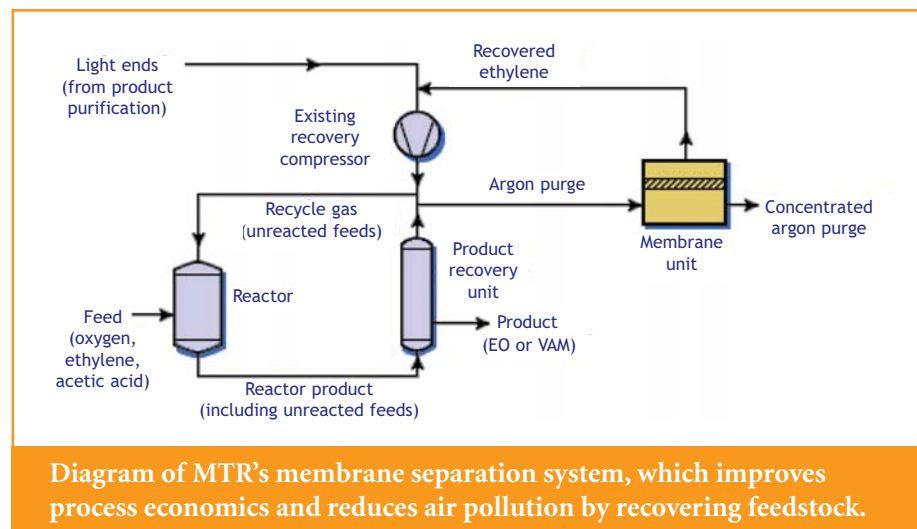 Recovered
ethylene
Light ends
(from product
purification)
Existing
recovery
compressor
Argon purge
Recycle gas
(unreacted feeds)
Concentrated
argon purge
Membrane
unit
Product
recovery
unit
Reactor
Feed
(oxygen,
ethylene,
acetic acid)
Product
(EO or VAM)
Reactor product
(including unreacted feeds)
Diagram of MTR’s membrane separation system, which improves
process economics and reduces air pollution by recovering feedstock.